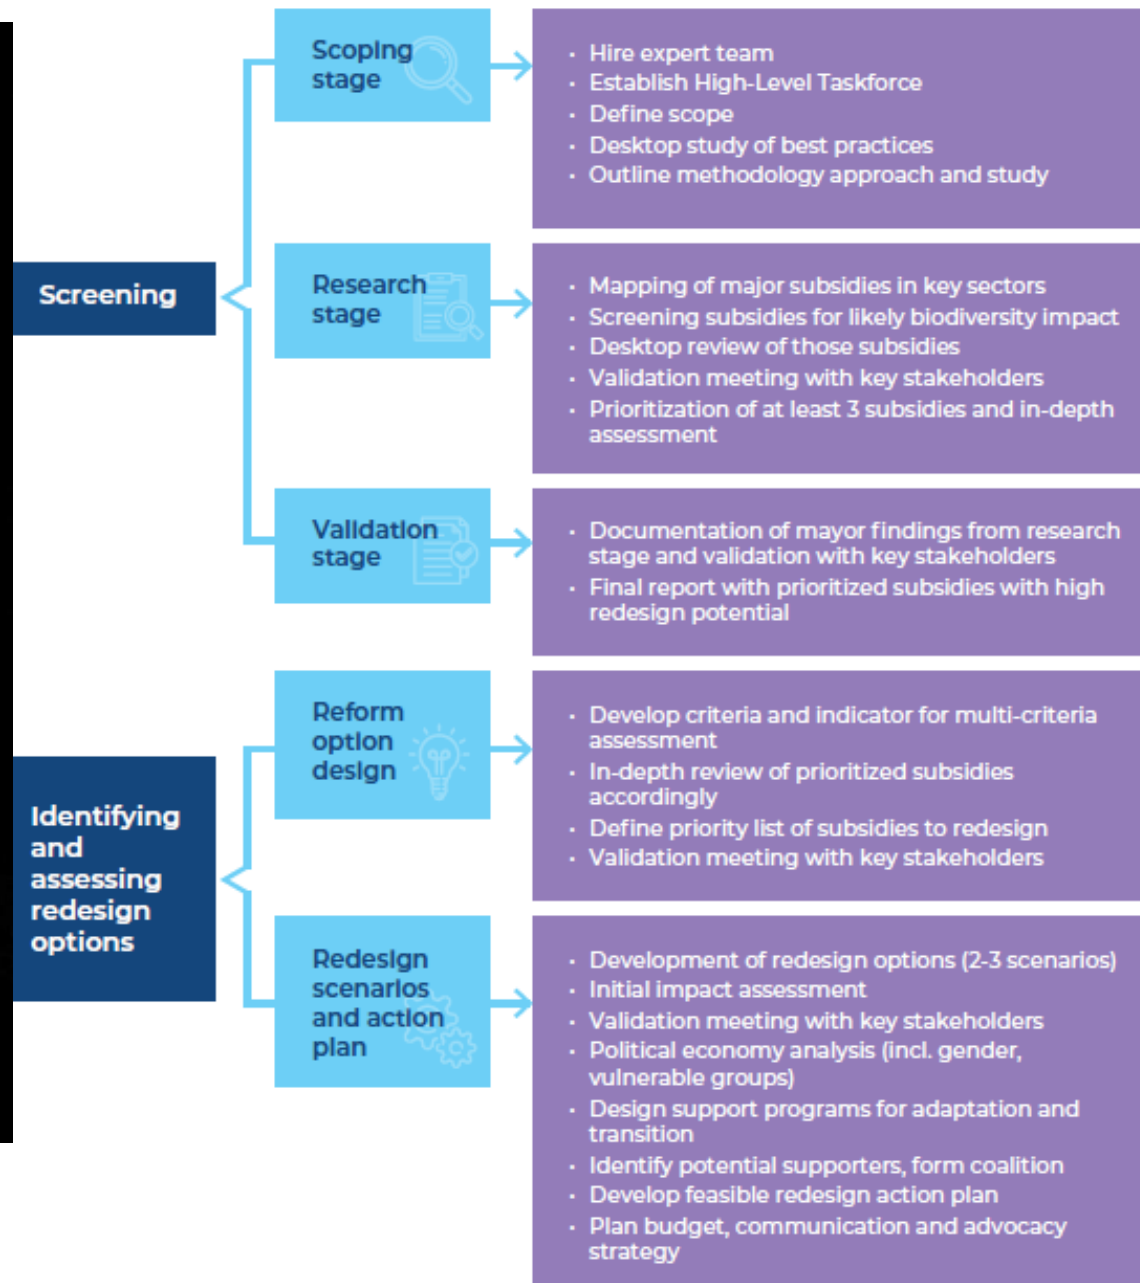 Screening
Scoping
stage
• Hire expert team
• Establish High-Level Taskforce
• Define scope
• Desktop study of best practices
• Outline methodology approach and study
Research
stage
• Mapping of major subsidies in key sectors
• Screening subsidies for likely biodiversity impact
• Desktop review of those subsidies
• Validation meeting with key stakeholders
• Prioritization of at least 3 subsidies and in-depth
assessment
Validation
stage
• Documentation of mayor findings from research
stage and validation with key stakeholders
• Final report with prioritized subsidies with high
redesign potential
Identifying
and
assessing
redesign
options
Reform
option
design
• Develop criteria and indicator for multi-criteria
assessment
• In-depth review of prioritized subsidies
accordingly
• Define priority list of subsidies to redesign
• Validation meeting with key stakeholders
Redesign
scenarios
and action
plan
• Development of redesign options (2-3 scenarios)
• Initial impact assessment
• Validation meeting with key stakeholders
• Political economy analysis (incl. gender,
vulnerable groups)
• Design support programs for adaptation and
transition
• Identify potential supporters, form coalition
• Develop feasible redesign action plan
• Plan budget, communication and advocacy
strategy